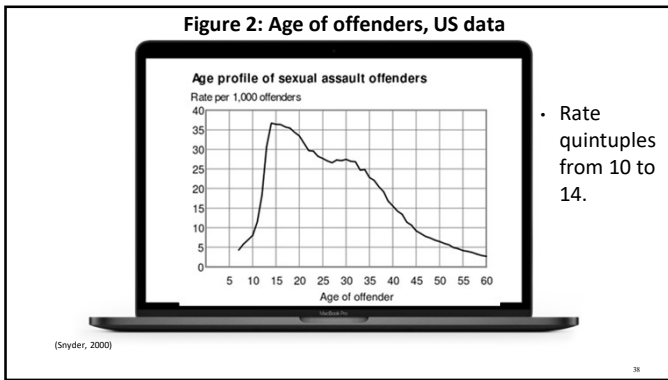 Figure 2: Age of offenders, US data
Age profile of sexual assault offenders
Rate per 1,000 offenders
40
35
30
25
20
15
10
5
0
5 10 15 20 25 30 35 40 45 50 55 60
Age of offender
MacBook Pro
• Rate
quintuples
from 10 to
14.
(Snyder, 2000)
38